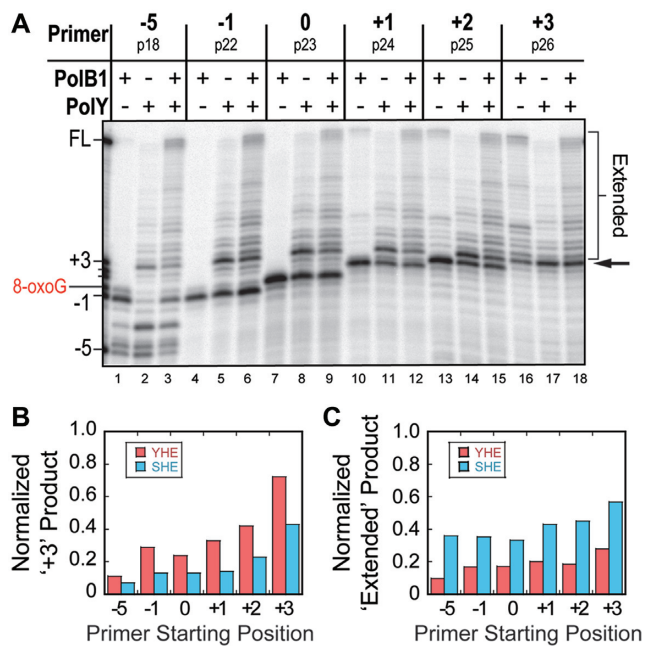 A
Primer -5 -1 0 +1 +2 +3
p18 p22 p23 p24 p25 p26
PolB1 + - + + - + + - + + - + + - + + - +
PolY - + + - + + - + + - + + - + + - + +
FL
+3
8-oxoG
-1
-5
Extended
1 2 3 4 5 6 7 8 9 10 11 12 13 14 15 16 17 18
B
Normalized
'+3' Product
1.0
0.8
0.6
0.4
0.2
0
YHE
SHE
-5 -1 0 +1 +2 +3
Primer Starting Position
C
Normalized
'Extended' Product
1.0
0.8
0.6
0.4
0.2
0
YHE
SHE
-5 -1 0 +1 +2 +3
Primer Starting Position